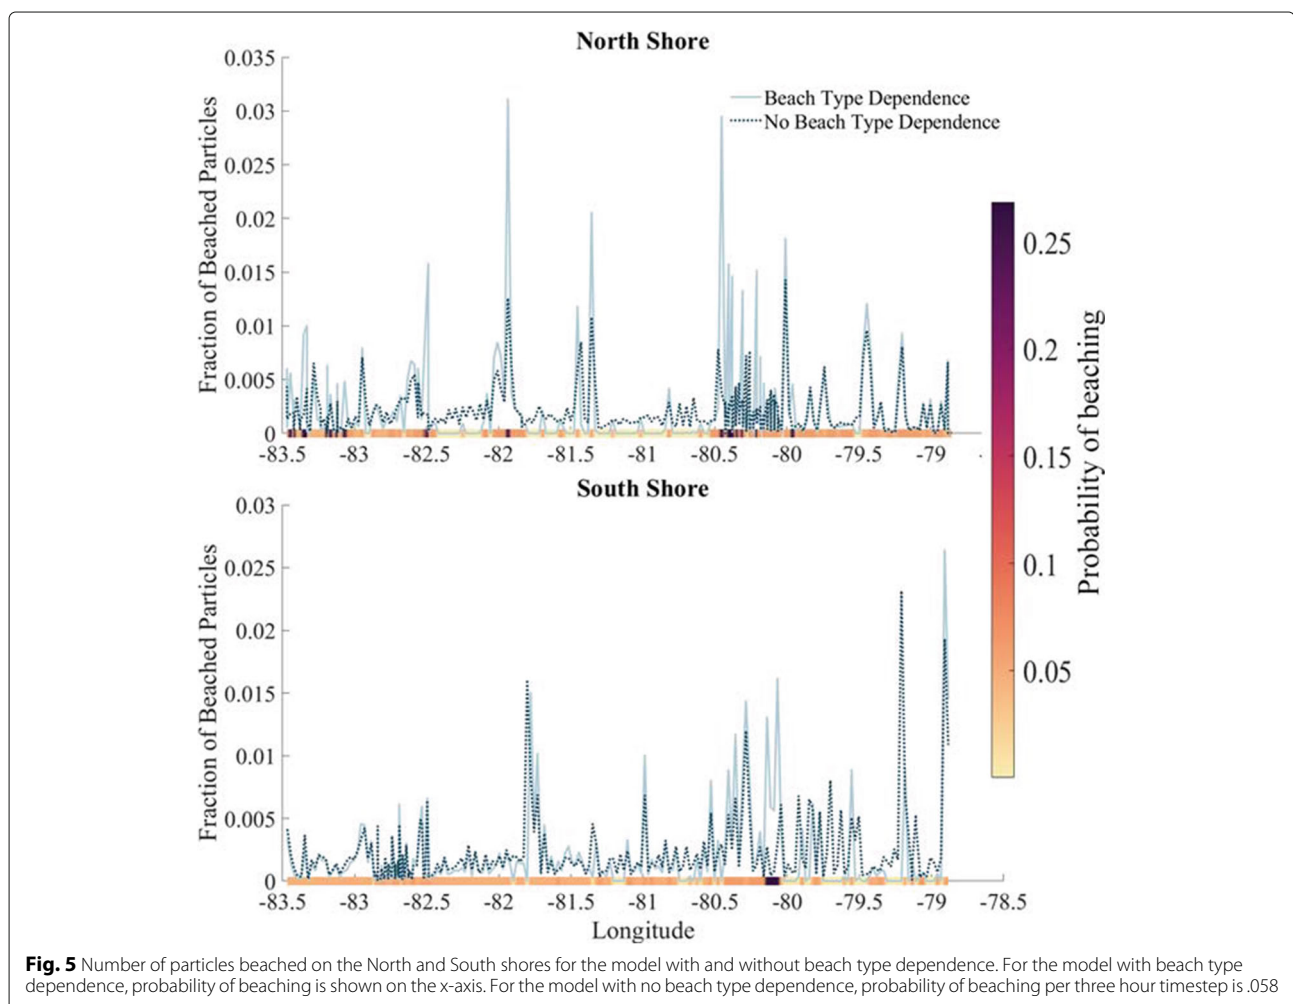 North Shore
0.035
0.03
0.025
0.02
0.015
0.01
0.005
0
Fraction of Beached Particles
Beach Type Dependence
No Beach Type Dependence
-83.5 -83 -82.5 -82 -81.5 -81 -80.5 -80 -79.5 -79
South Shore
0.03
0.025
0.02
0.015
0.01
0.005
0
Fraction of Beached Particles
-83.5 -83 -82.5 -82 -81.5 -81 -80.5 -80 -79.5 -79 -78.5
Longitude
0.25
0.2
0.15
0.1
0.05
Probability of beaching
Fig. 5 Number of particles beached on the North and South shores for the model with and without beach type dependence. For the model with beach type
dependence, probability of beaching is shown on the x-axis. For the model with no beach type dependence, probability of beaching per three hour timestep is .058